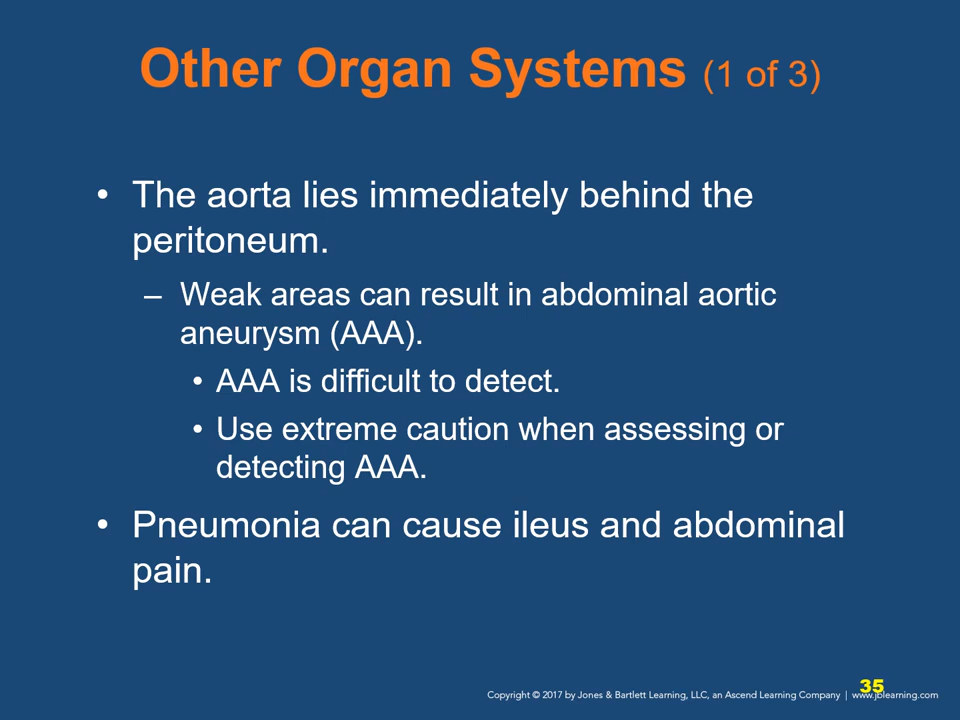 Other Organ Systems (1 of 3)
• The aorta lies immediately behind the
peritoneum.
– Weak areas can result in abdominal aortic
aneurysm (AAA).
• AAA is difficult to detect.
• Use extreme caution when assessing or
detecting AAA.
• Pneumonia can cause ileus and abdominal
pain.
35
Copyright © 2017 by Jones & Bartlett Learning, LLC, an Ascend Learning Company | www.jblearning.com